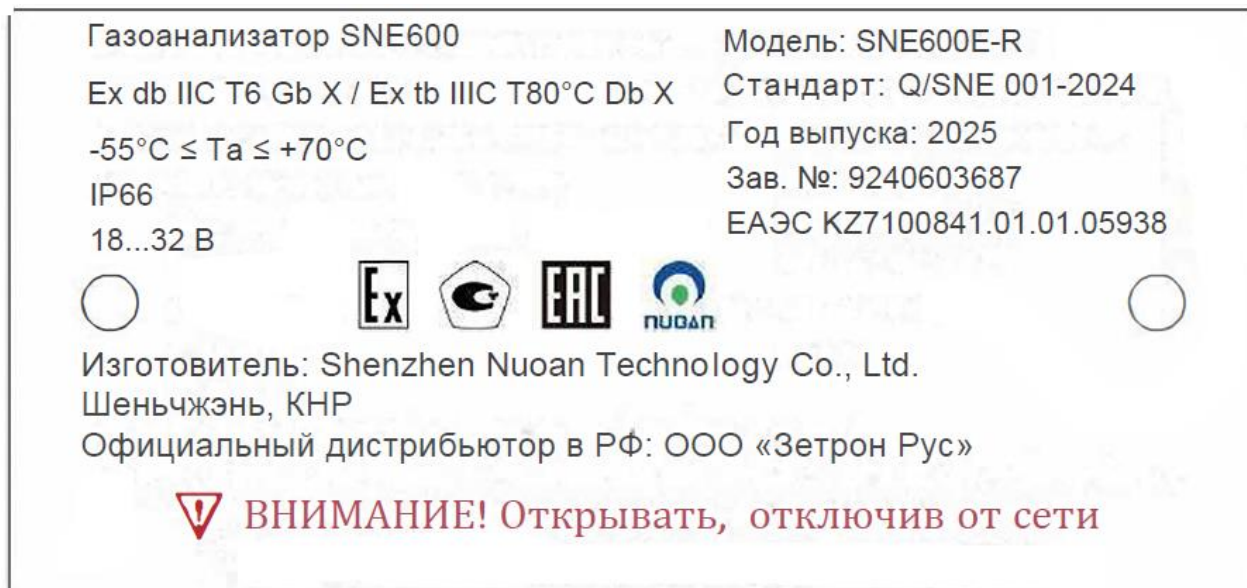 Газоанализатор SNE600
Ex db IIC T6 Gb X / Ex tb IIIC T80°C Db X
-55°C ≤ Ta ≤ +70°C
IP66
18...32 В
Модель: SNE600E-R
Стандарт: Q/SNE 001-2024
Год выпуска: 2025
Зав. №: 9240603687
ЕАЭС KZ7100841.01.01.05938
Ex
EAC
NUOAN
Изготовитель: Shenzhen Nuoan Technology Co., Ltd.
Шеньчжэнь, КНР
Официальный дистрибьютор в РФ: ООО «Зетрон Рус»
ВНИМАНИЕ! Открывать, отключив от сети